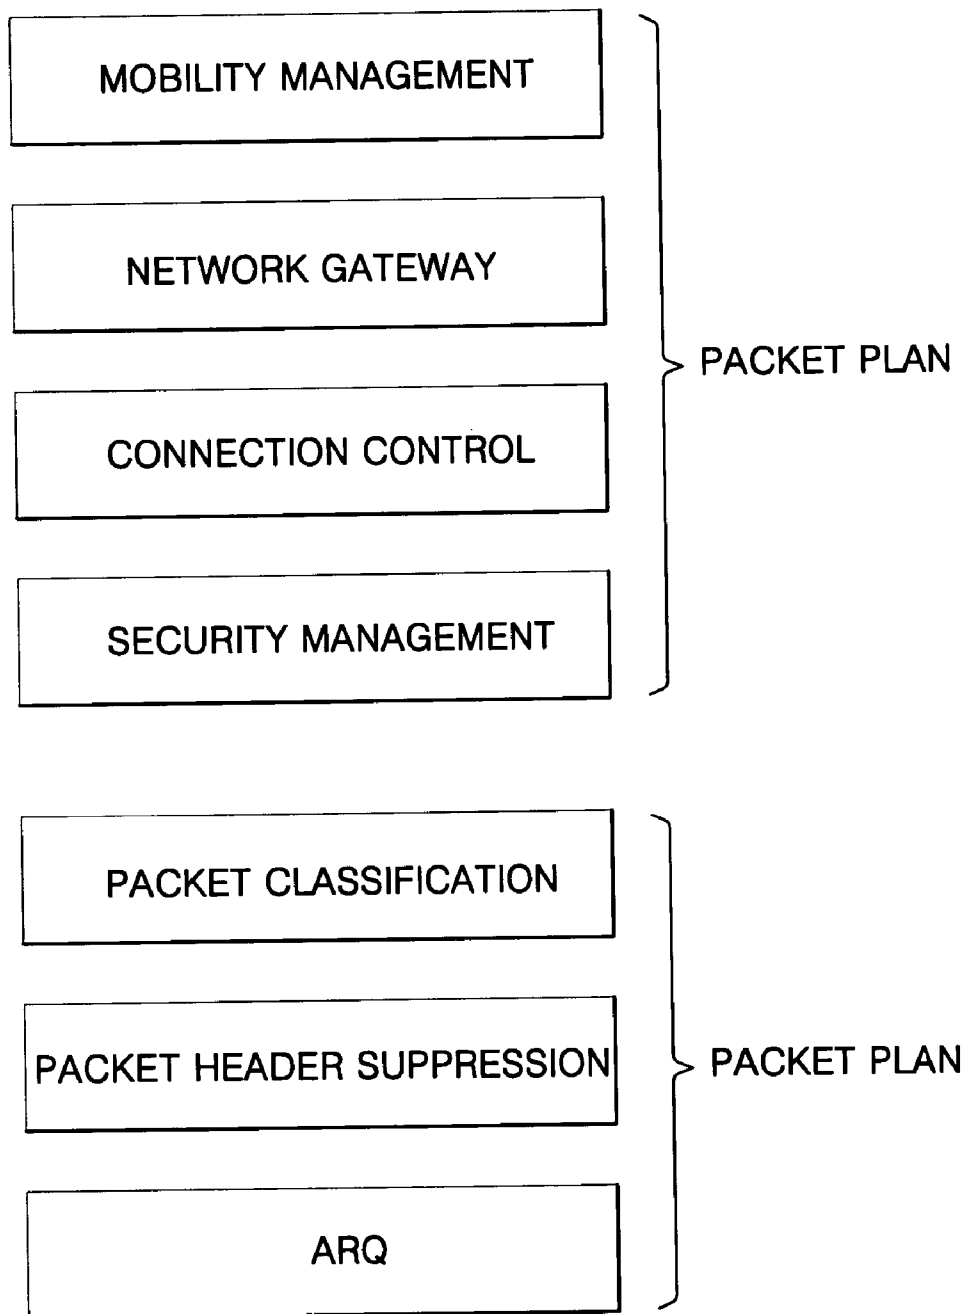 MOBILITY MANAGEMENT
NETWORK GATEWAY
CONNECTION CONTROL
SECURITY MANAGEMENT
PACKET PLAN
PACKET CLASSIFICATION
PACKET HEADER SUPPRESSION
ARQ
PACKET PLAN